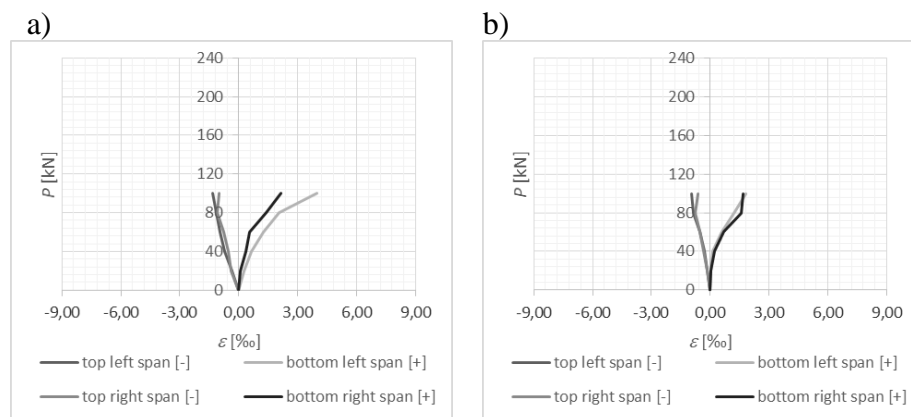 a)
240
200
160
120
80
40
0
P [kN]
-9,00 -6,00 -3,00 0,00 3,00 6,00 9,00
ε [‰]
top left span [-] bottom left span [+]
top right span [-] bottom right span [+]
b)
240
200
160
120
80
40
0
P [kN]
-9,00 -6,00 -3,00 0,00 3,00 6,00 9,00
ε [‰]
top left span [-] bottom left span [+]
top right span [-] bottom right span [+]